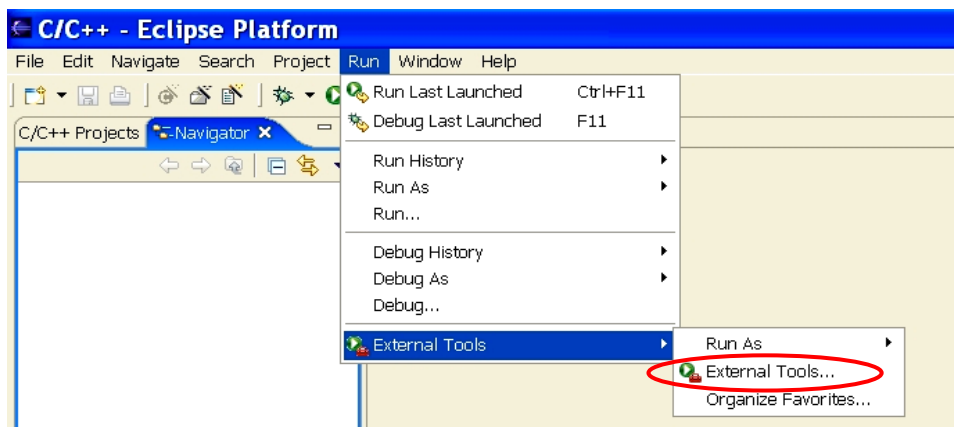 C/C++ - Eclipse Platform
File Edit Navigate Search Project Run Window Help
Run Last Launched Ctrl+F11
Debug Last Launched F11
C/C++ Projects Navigator
Run History
Run As
Run...
Debug History
Debug As
Debug...
External Tools
Run As
External Tools...
Organize Favorites...